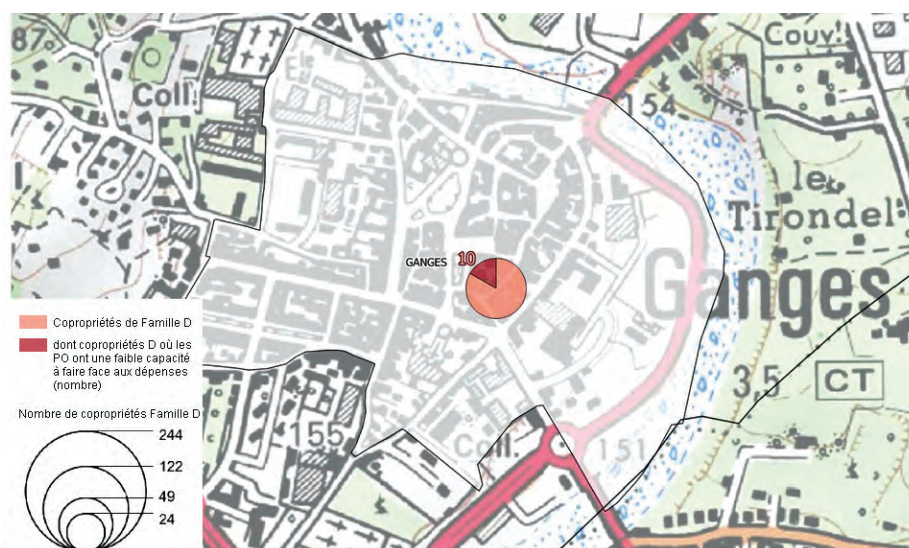 87
Coll.
Ele
Couv!
154
le
Tirondel
GANGES 10
Ganges
Copropriétés de Famille D
dont copropriétés D où les
PO ont une faible capacité
à faire face aux dépenses
(nombre)
3,5
CT
Nombre de copropriétés Famille D
244
122
49
24
155
Coll.
151